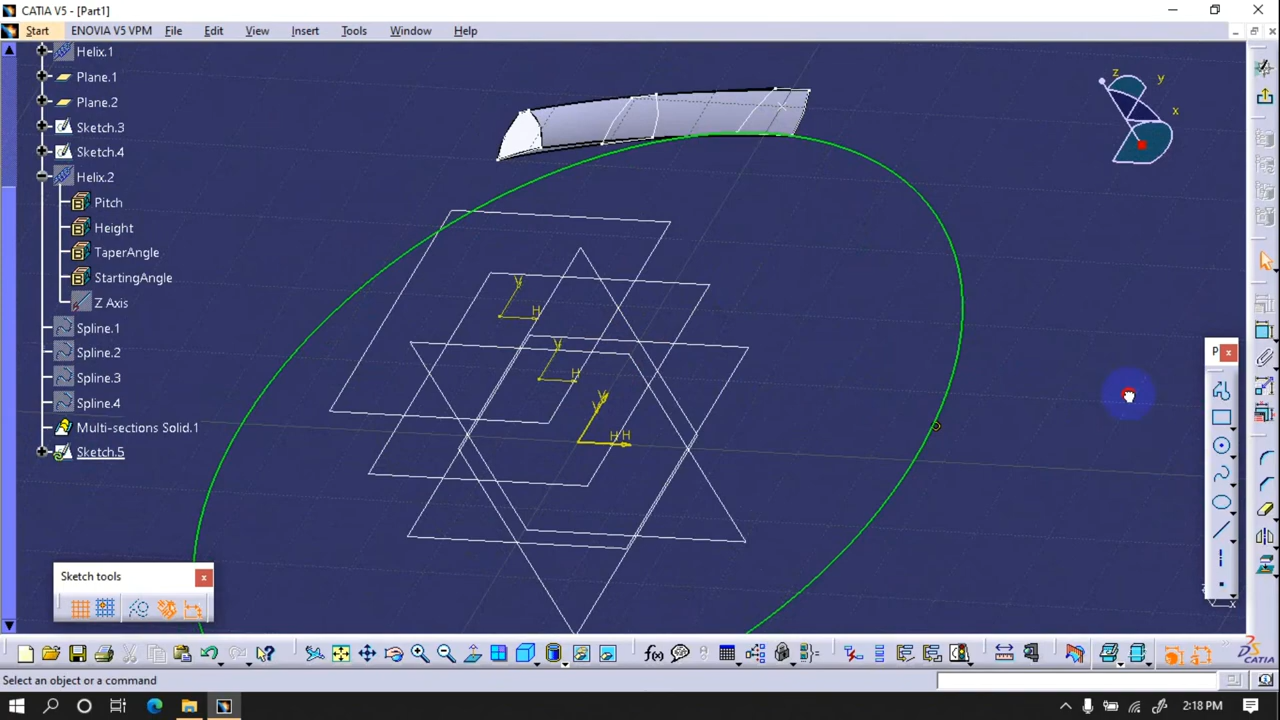 CATIA V5 - [Part1]
Start ENOVIA V5 VPM File Edit View Insert Tools Window Help
Helix.1
Plane.1
Plane.2
Sketch.3
Sketch.4
Helix.2
Pitch
Height
TaperAngle
StartingAngle
Z Axis
Spline.1
Spline.2
Spline.3
Spline.4
Multi-sections Solid.1
Sketch.5
z
y
x
V
H
V
H
V
V
H H
P
Sketch tools
x
f(x)
CATIA
Select an object or a command
2:18 PM